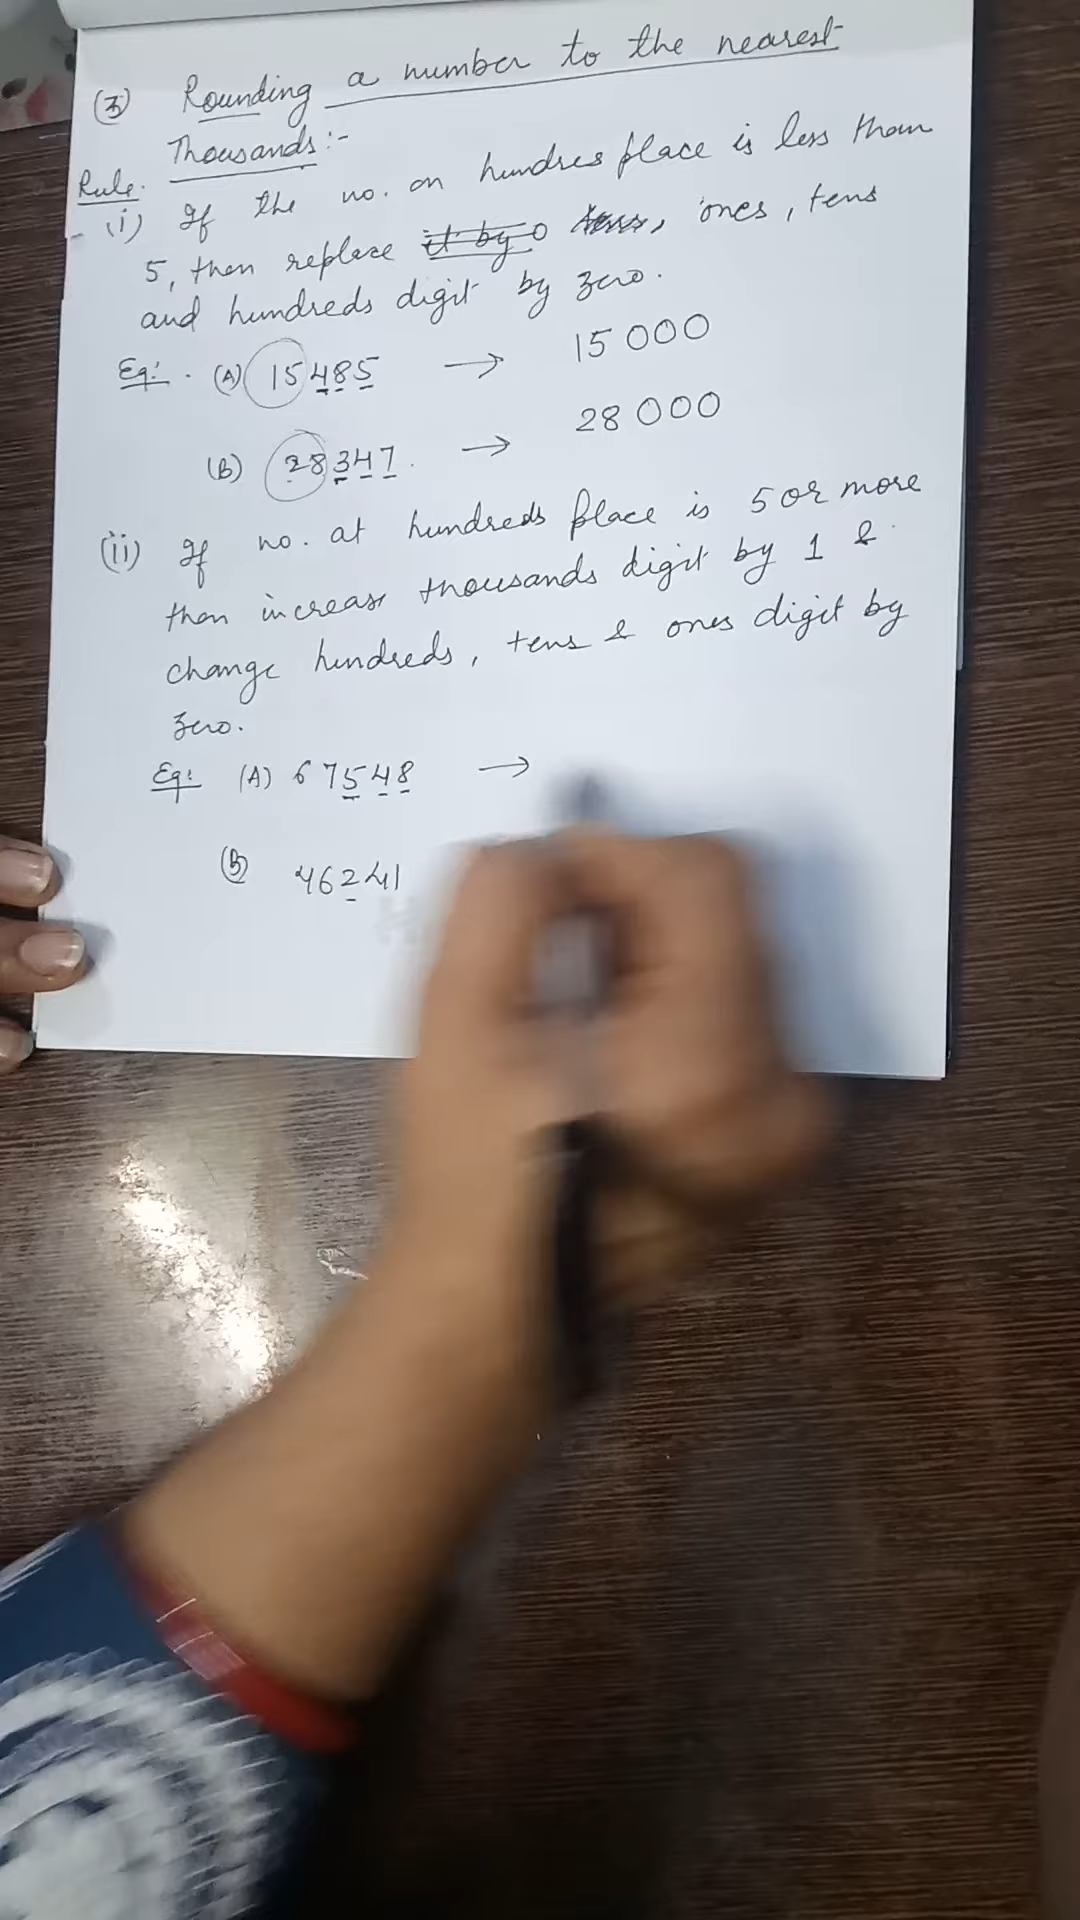 (3) Rounding a number to the nearest
Thousands:-
Rule.
(i) If the no. on hundres place is less than
5, then replace it by 0 , ones, tens
and hundreds digit by zero.
Eg:. (A) 15485 → 15000
(B) 28347. → 28000
(ii) If no. at hundreds place is 5 or more
then increase thousands digit by 1 &
change hundreds, tens & ones digit by
zero.
Eg: (A) 67548 →
(B) 46241